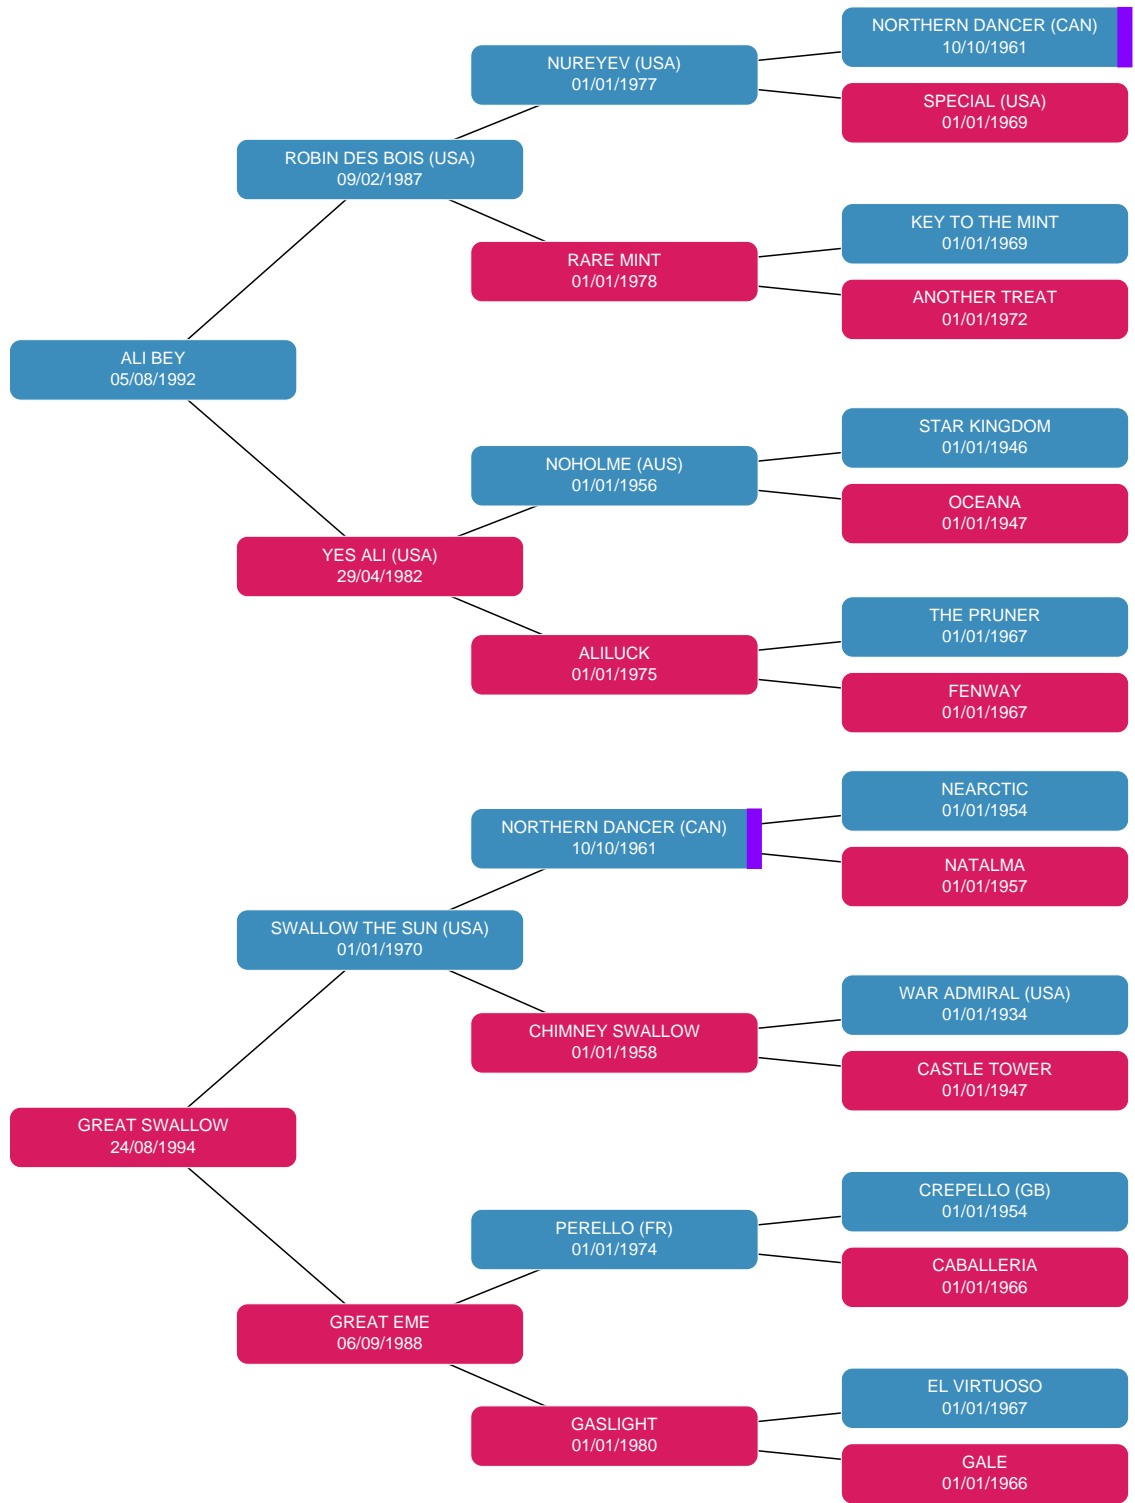 NORTHERN DANCER (CAN)
10/10/1961
NUREYEV (USA)
01/01/1977
SPECIAL (USA)
01/01/1969
ROBIN DES BOIS (USA)
09/02/1987
KEY TO THE MINT
01/01/1969
RARE MINT
01/01/1978
ANOTHER TREAT
01/01/1972
ALI BEY
05/08/1992
STAR KINGDOM
01/01/1946
NOHOLME (AUS)
01/01/1956
OCEANA
01/01/1947
YES ALI (USA)
29/04/1982
THE PRUNER
01/01/1967
ALILUCK
01/01/1975
FENWAY
01/01/1967
NEARCTIC
01/01/1954
NORTHERN DANCER (CAN)
10/10/1961
NATALMA
01/01/1957
SWALLOW THE SUN (USA)
01/01/1970
WAR ADMIRAL (USA)
01/01/1934
CHIMNEY SWALLOW
01/01/1958
CASTLE TOWER
01/01/1947
GREAT SWALLOW
24/08/1994
CREPELLO (GB)
01/01/1954
PERELLO (FR)
01/01/1974
CABALLERIA
01/01/1966
GREAT EME
06/09/1988
EL VIRTUOSO
01/01/1967
GASLIGHT
01/01/1980
GALE
01/01/1966